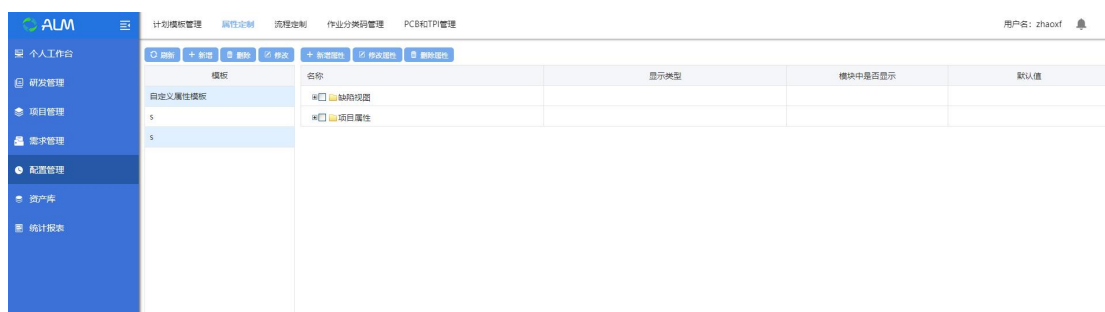 ALM
计划模板管理 属性定制 流程定制 作业分类码管理 PCB和TPI管理 用户名：zhaoxf
个人工作台
研发管理
项目管理
需求管理
配置管理
资产库
统计报表
刷新 新增 删除 修改 新增属性 修改属性 删除属性
模板
自定义属性模板
s
s
名称 显示类型 模块中是否显示 默认值
缺陷视图
项目属性